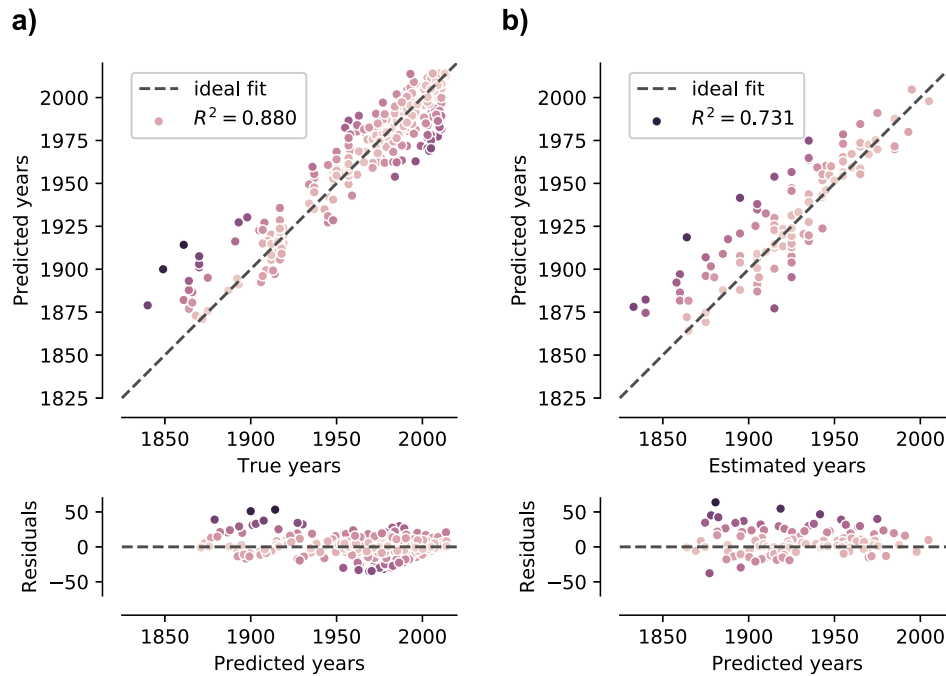 a)
ideal fit
R² = 0.880
Predicted years
2000
1975
1950
1925
1900
1875
1850
1825
1850 1900 1950 2000
True years
Residuals
50
0
−50
1850 1900 1950 2000
Predicted years
b)
ideal fit
R² = 0.731
Predicted years
2000
1975
1950
1925
1900
1875
1850
1825
1850 1900 1950 2000
Estimated years
Residuals
50
0
−50
1850 1900 1950 2000
Predicted years